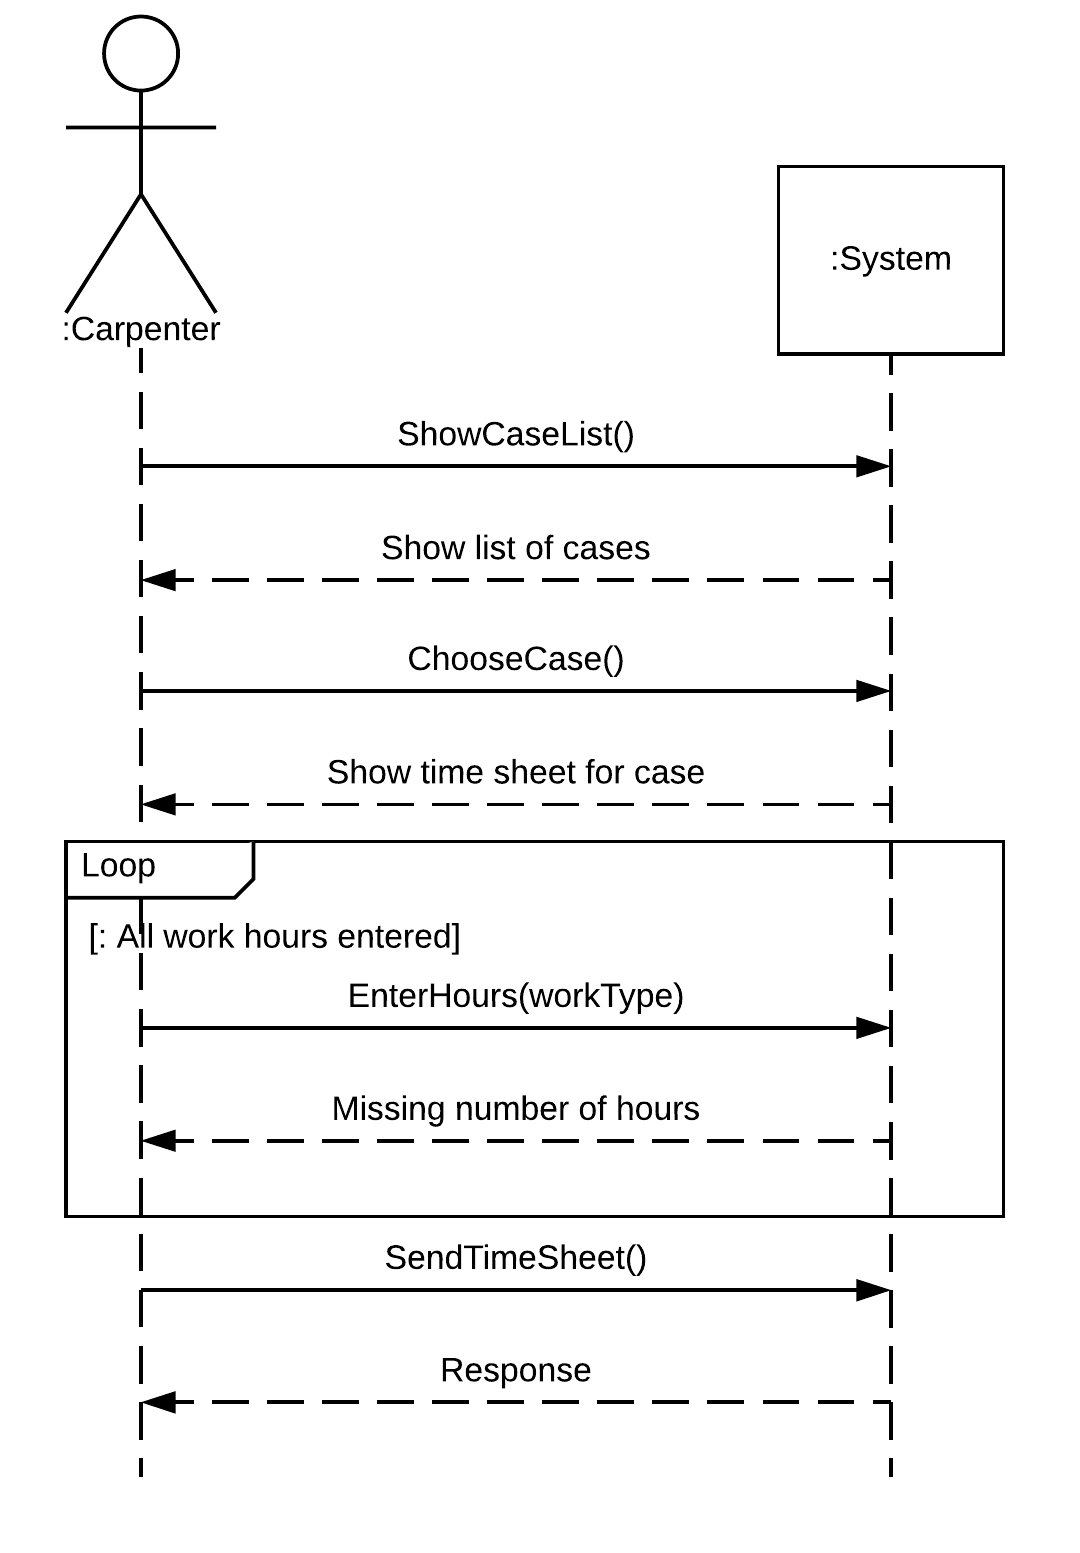 :Carpenter
:System
ShowCaseList()
Show list of cases
ChooseCase()
Show time sheet for case
Loop
[: All work hours entered]
EnterHours(workType)
Missing number of hours
SendTimeSheet()
Response